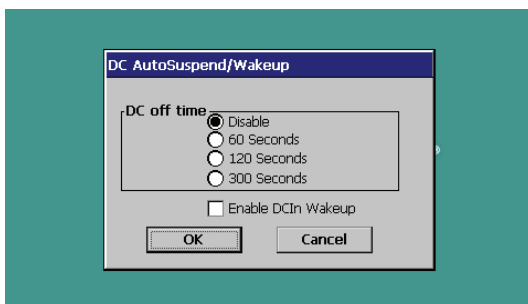 DC AutoSuspend/Wakeup
DC off time
Disable
60 Seconds
120 Seconds
300 Seconds
Enable DCIn Wakeup
OK Cancel
®